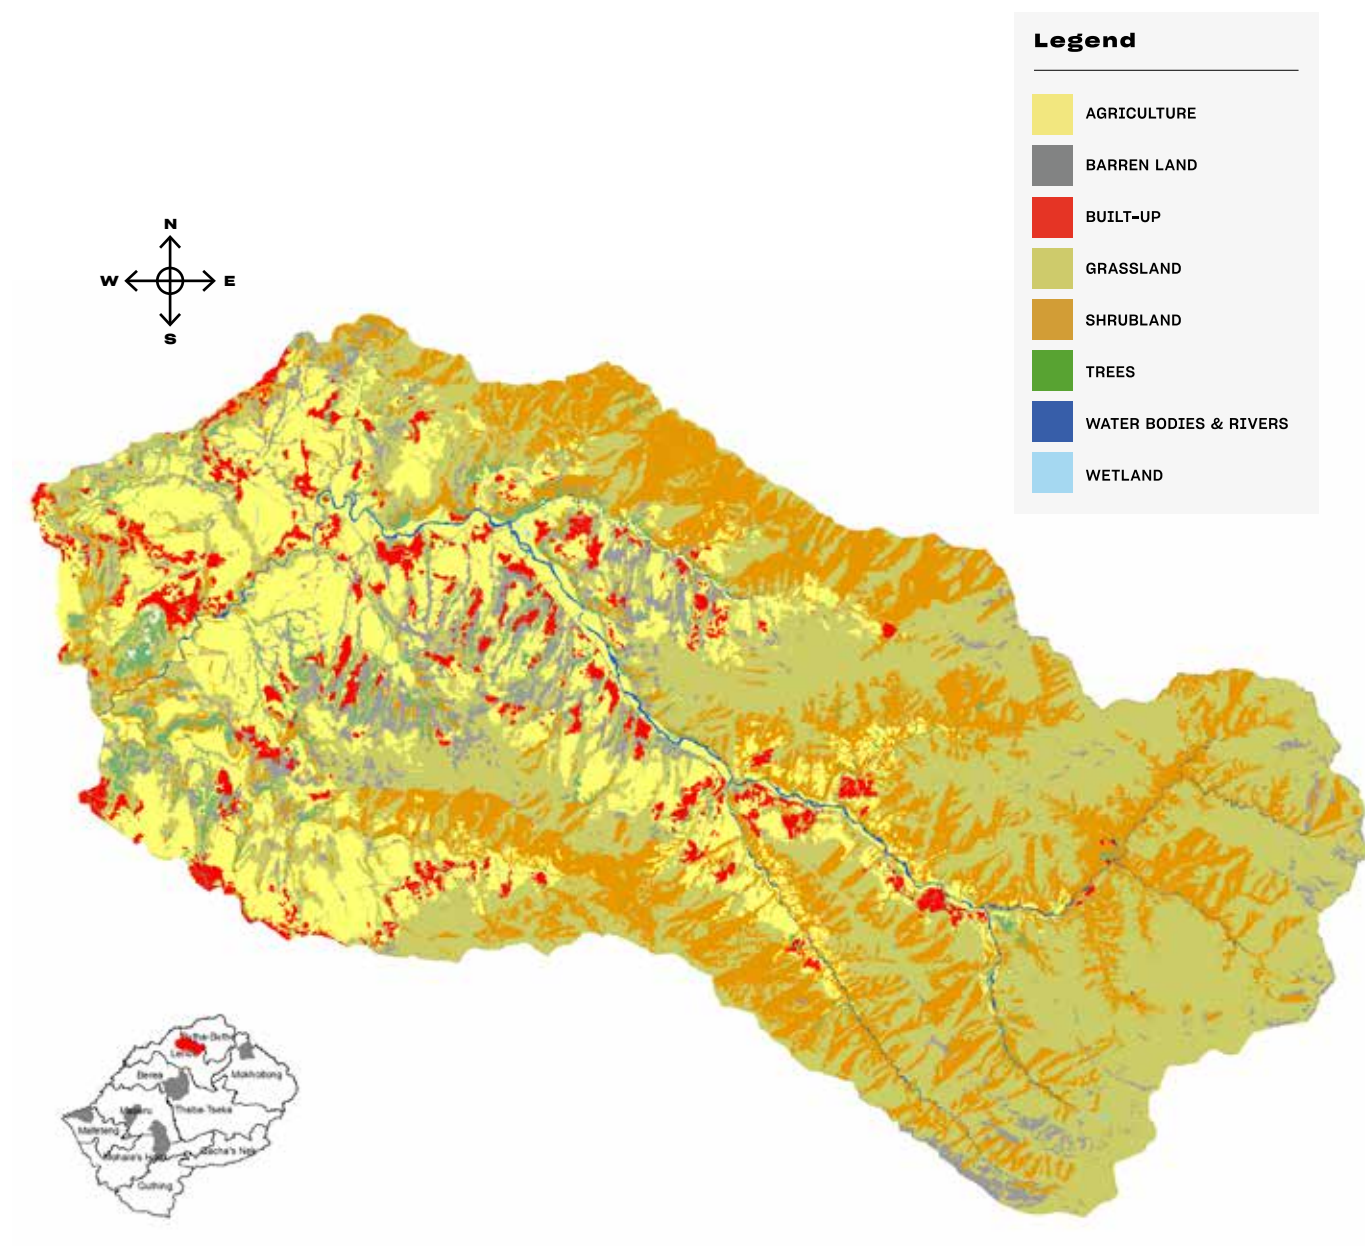 Legend
AGRICULTURE
BARREN LAND
BUILT-UP
GRASSLAND
SHRUBLAND
TREES
WATER BODIES & RIVERS
WETLAND
N
W E
S
Berea
Mokhotlong
Thaba-Tseka
Mafeteng
Qacha's Nek
Quthing